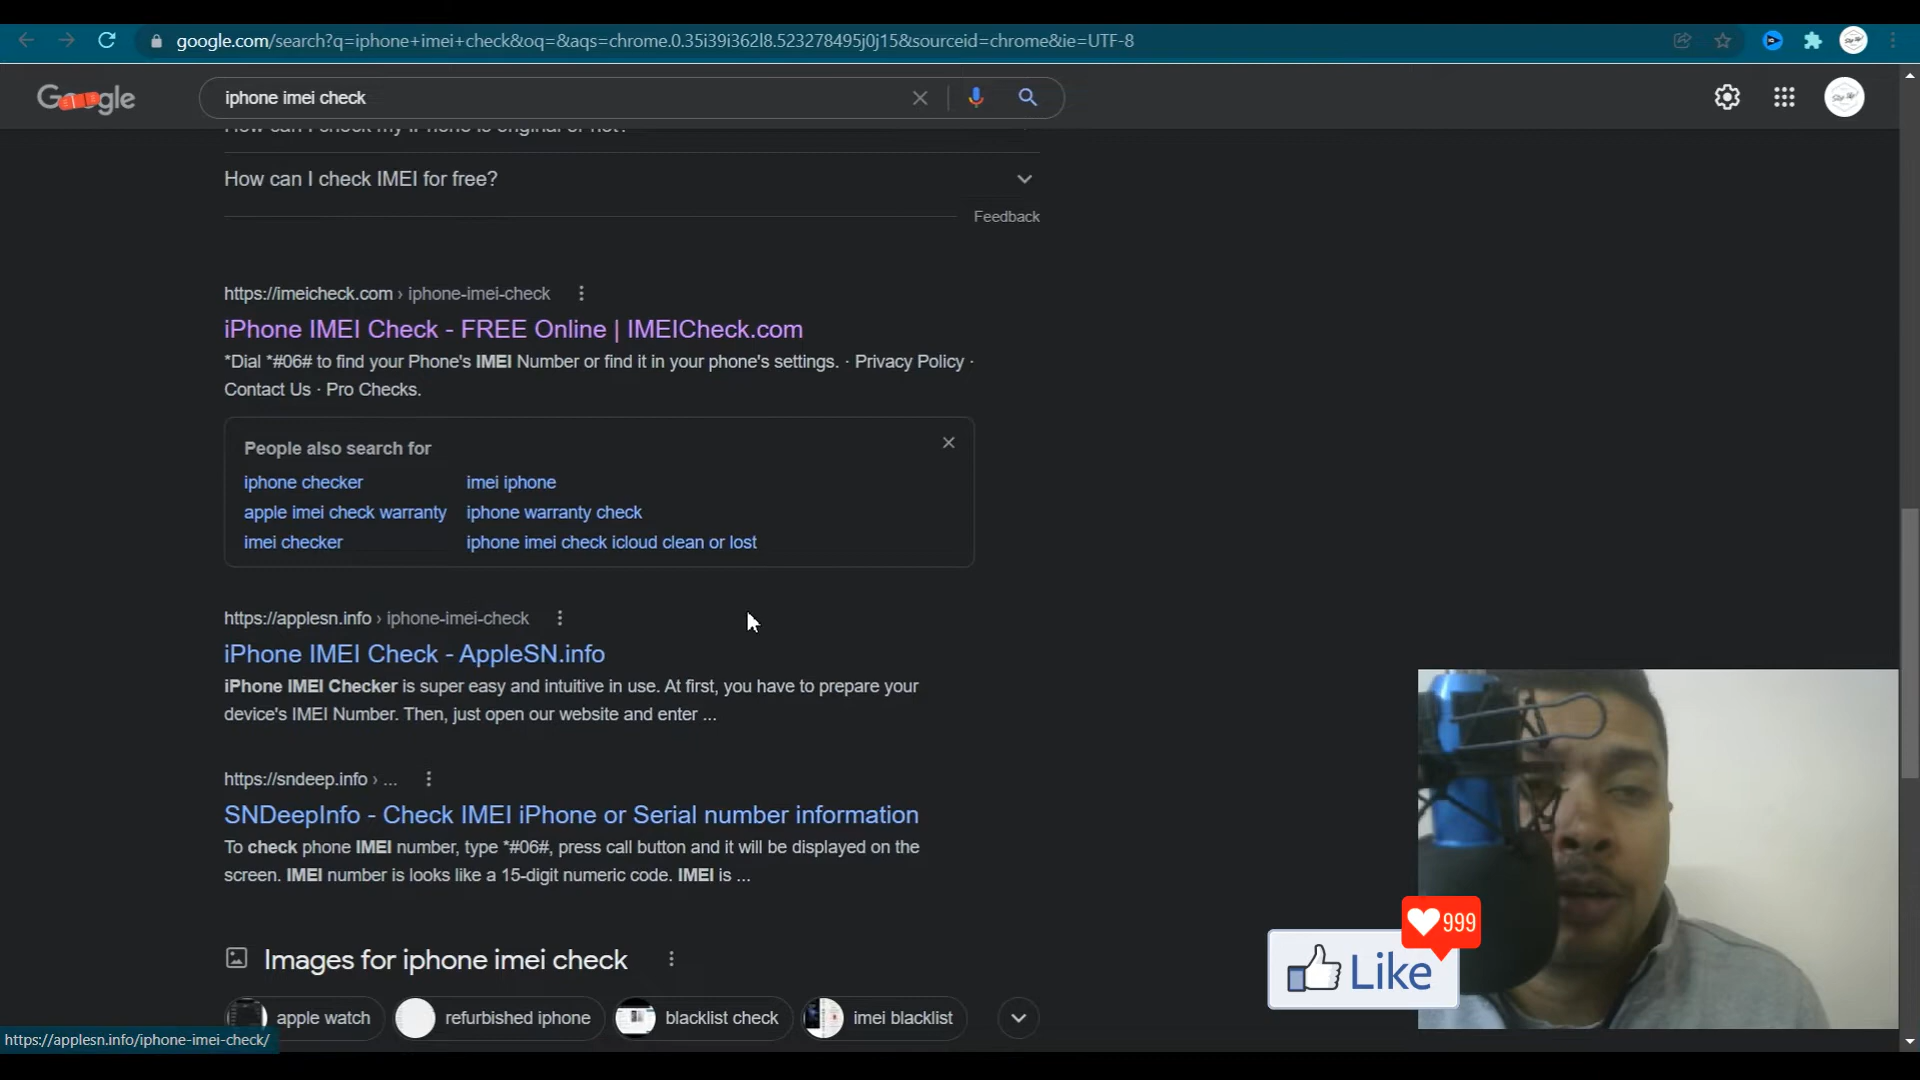 google.com/search?q=iphone+imei+check&oq=&aqs=chrome.0.35i39i362l8.523278495j0j15&sourceid=chrome&ie=UTF-8
Google
iphone imei check
How can I check my iPhone is original or not?
How can I check IMEI for free?
Feedback
https://imeicheck.com › iphone-imei-check
iPhone IMEI Check - FREE Online | IMEICheck.com
*Dial *#06# to find your Phone's IMEI Number or find it in your phone's settings. · Privacy Policy ·
Contact Us · Pro Checks.
People also search for
iphone checker
imei iphone
apple imei check warranty
iphone warranty check
imei checker
iphone imei check icloud clean or lost
https://applesn.info › iphone-imei-check
iPhone IMEI Check - AppleSN.info
iPhone IMEI Checker is super easy and intuitive in use. At first, you have to prepare your
device's IMEI Number. Then, just open our website and enter ...
https://sndeep.info › ...
SNDeepInfo - Check IMEI iPhone or Serial number information
To check phone IMEI number, type *#06#, press call button and it will be displayed on the
screen. IMEI number is looks like a 15-digit numeric code. IMEI is ...
999
Like
Images for iphone imei check
apple watch
refurbished iphone
blacklist check
imei blacklist
https://applesn.info/iphone-imei-check/